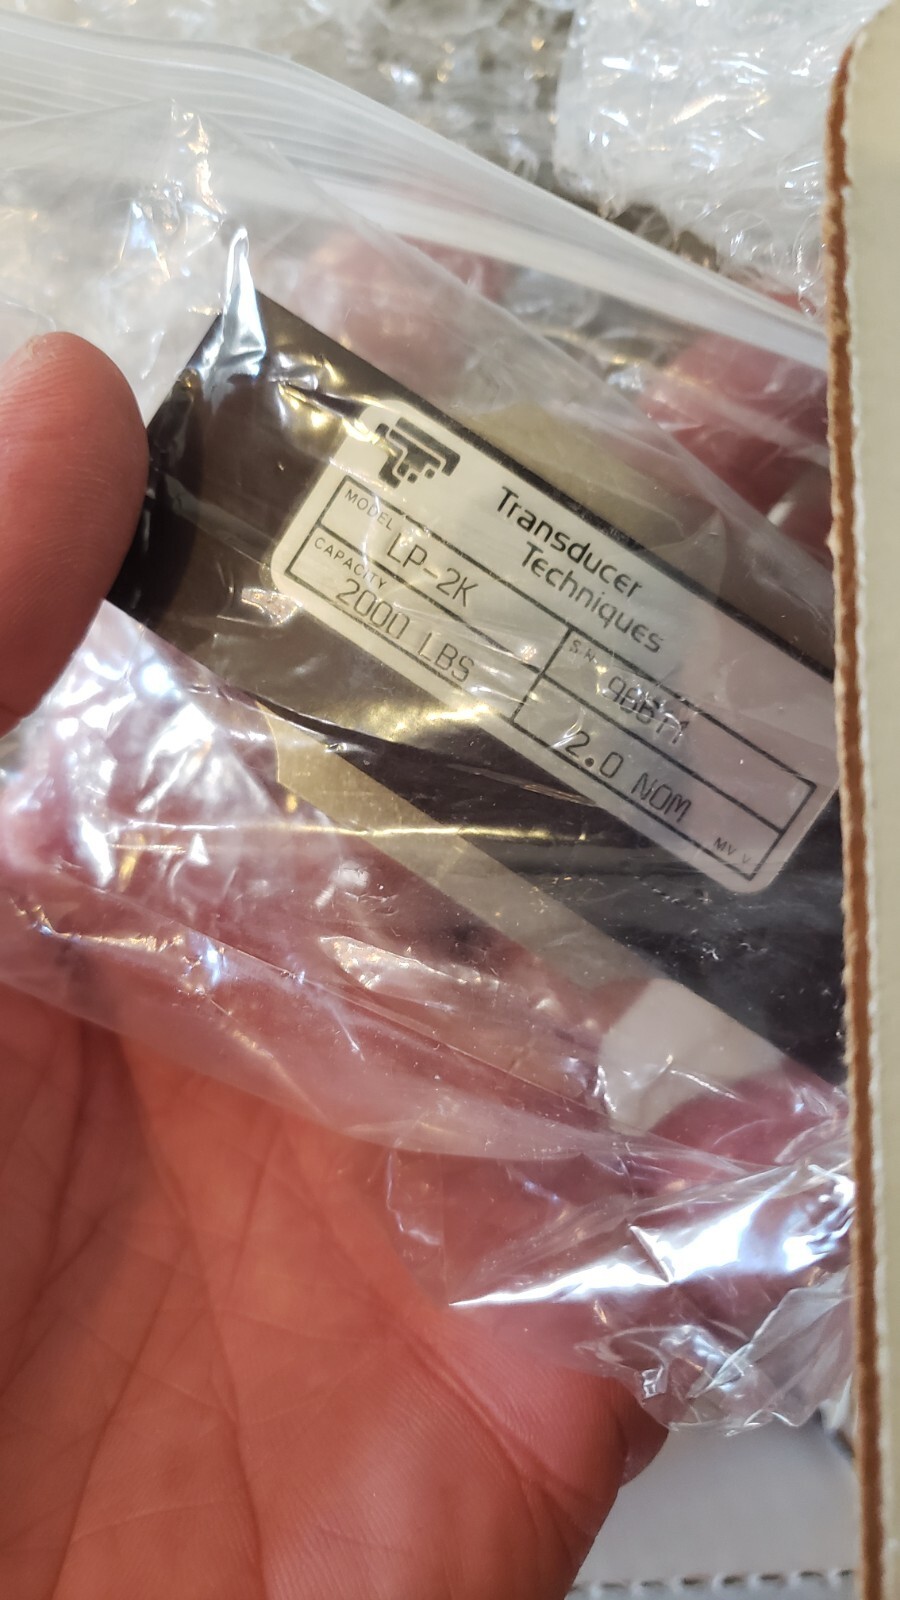 Transducer
Techniques
MODEL
LP-2K
S.N.
CAPACITY
2000 LBS
2.0 NOM
MV/V